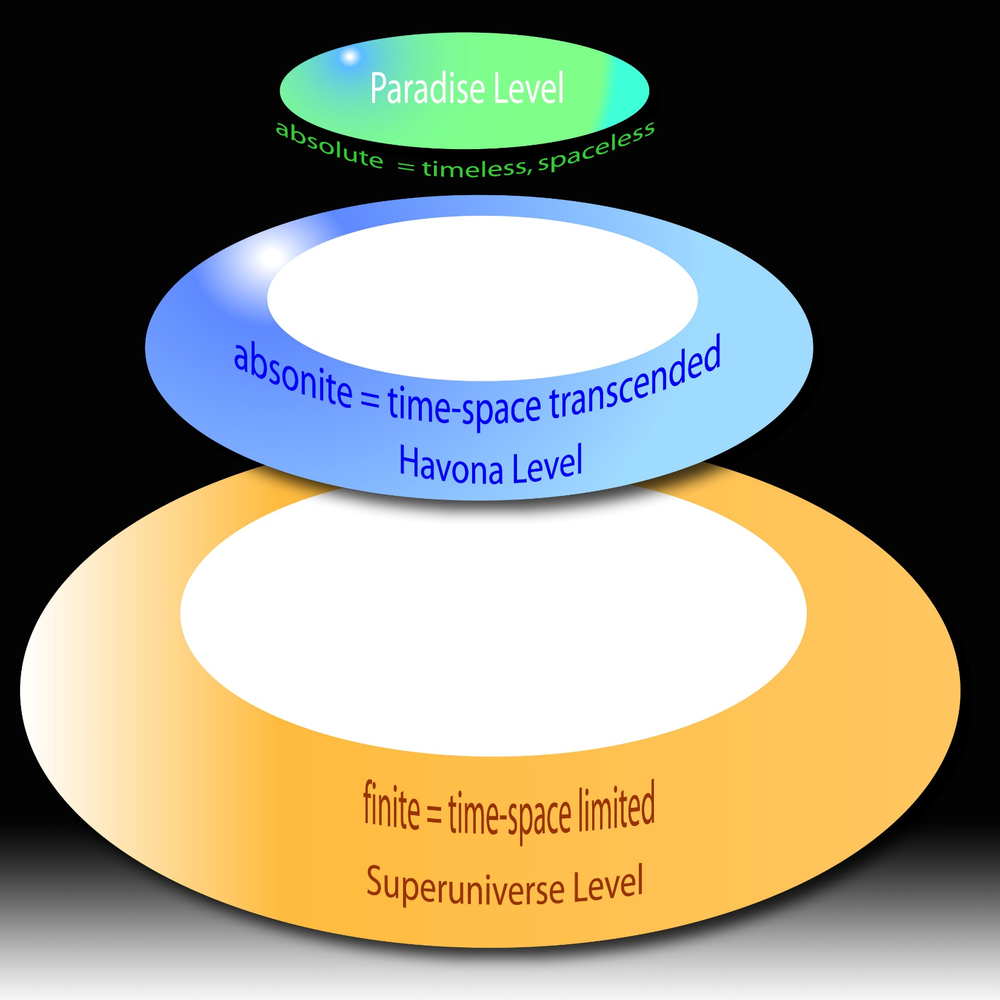 Paradise Level
absolute = timeless, spaceless
absonite = time-space transcended
Havona Level
finite = time-space limited
Superuniverse Level